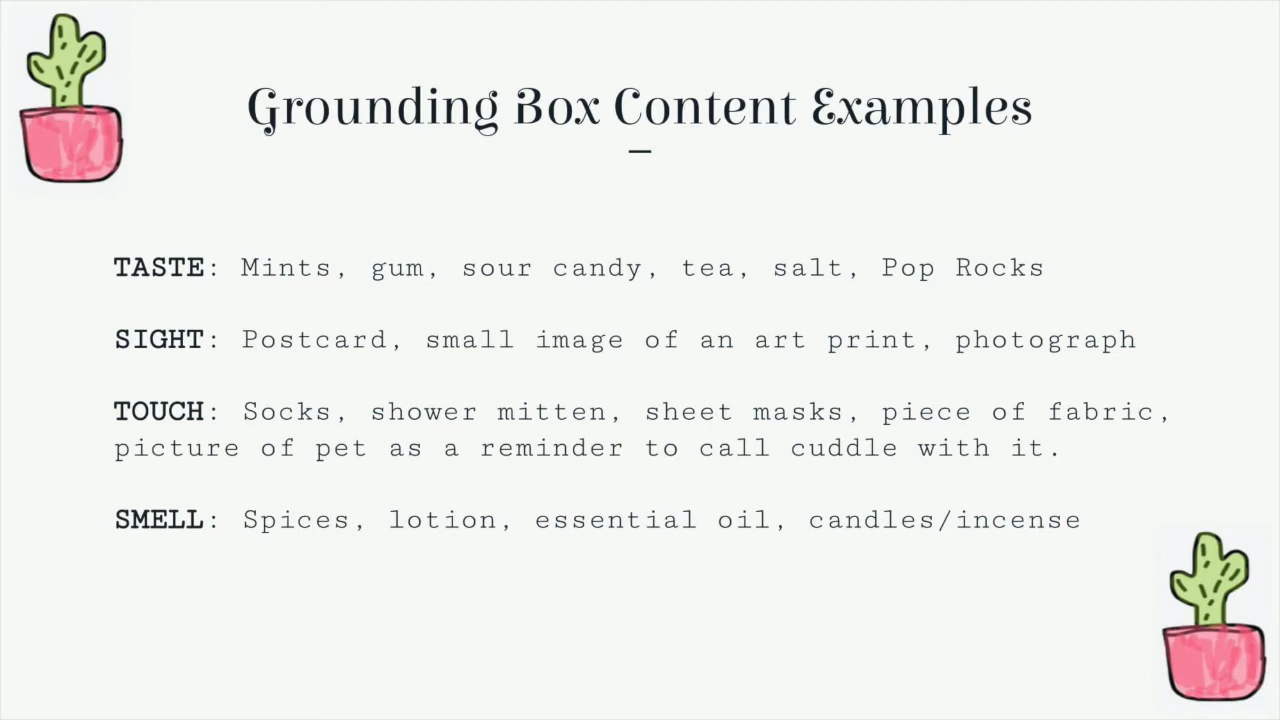 Grounding Box Content Examples
TASTE: Mints, gum, sour candy, tea, salt, Pop Rocks
SIGHT: Postcard, small image of an art print, photograph
TOUCH: Socks, shower mitten, sheet masks, piece of fabric,
picture of pet as a reminder to call cuddle with it.
SMELL: Spices, lotion, essential oil, candles/incense